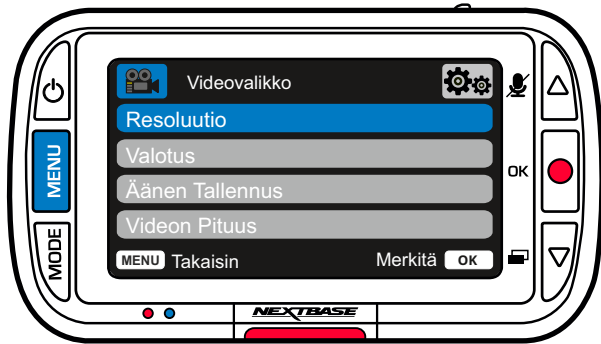 Videovalikko
Resoluutio
Valotus
Äänen Tallennus
Videon Pituus
MENU Takaisin Merkitä OK
MENU
MODE
OK
NEXTBASE